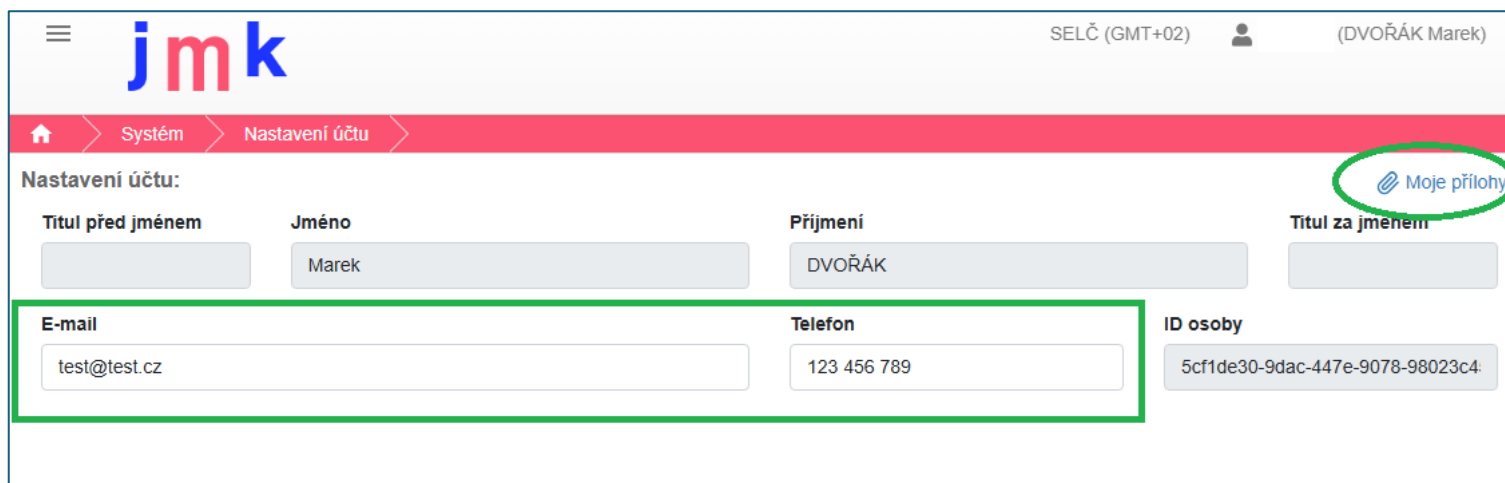 jmk
SELČ (GMT+02) (DVOŘÁK Marek)
Systém Nastavení účtu
Nastavení účtu: Moje přílohy
Titul před jménem Jméno Příjmení Titul za jménem
Marek DVOŘÁK
E-mail Telefon ID osoby
test@test.cz 123 456 789 5cf1de30-9dac-447e-9078-98023c4